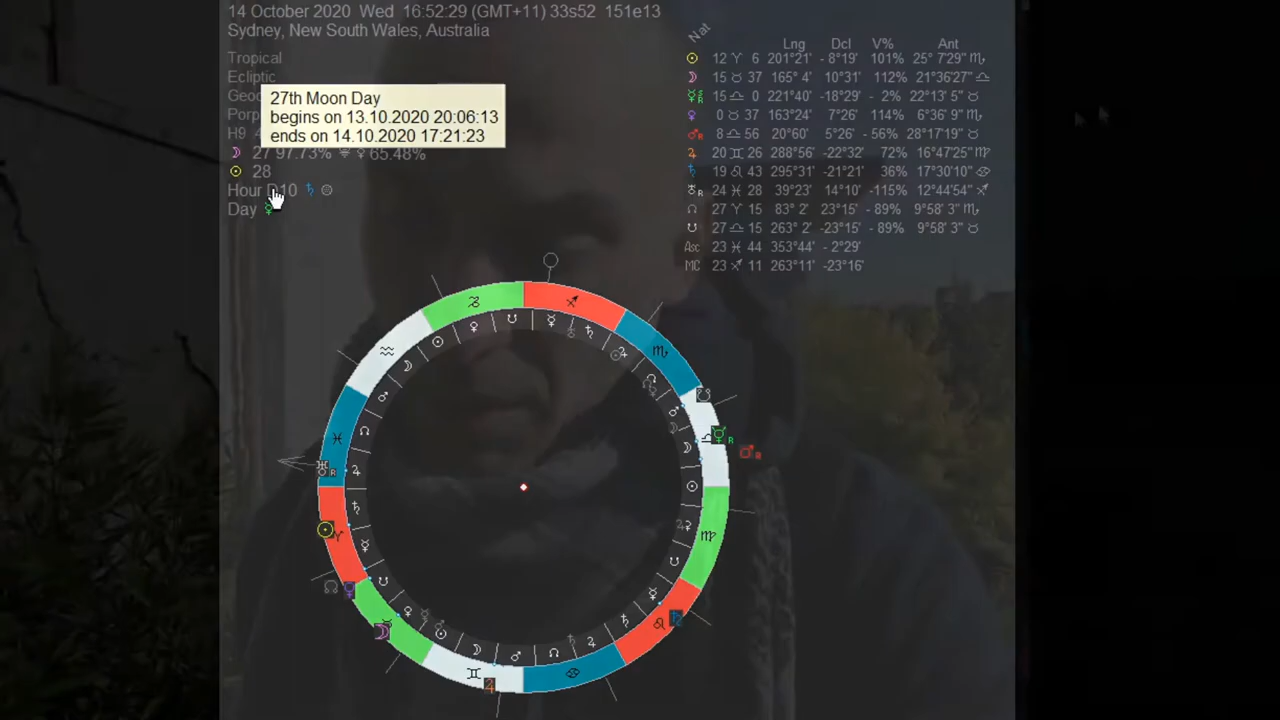 14 October 2020 Wed 16:52:29 (GMT+11) 33s52 151e13
Sydney, New South Wales, Australia
Tropical
Ecliptic
27th Moon Day
begins on 13.10.2020 20:06:13
ends on 14.10.2020 17:21:23
☽ 27 97.73% ♀ 65.48%
☉ 28
Hour 10 ♄
Day ☿
Nat
Lng Dcl V% Ant
☉ 12 ♈ 6 201°21' - 8°19' 101% 25° 7'29" ♏
☽ 15 ♉ 37 165° 4' 10°31' 112% 21°36'27" ♎
☿ R 15 ♎ 0 221°40' -18°29' - 2% 22°13' 5" ♉
♀ 0 ♉ 37 163°24' 7°26' 114% 6°36' 9" ♏
♂ R 8 ♎ 56 20°60' 5°26' - 56% 28°17'19" ♉
♃ 20 ♊ 26 288°56' -22°32' 72% 16°47'25" ♍
♄ 19 ♌ 43 295°31' -21°21' 36% 17°30'10" ♋
♅ R 24 ♓ 28 39°23' 14°10' -115% 12°44'54" ♐
☊ 27 ♈ 15 83° 2' 23°15' - 89% 9°58' 3" ♏
☋ 27 ♎ 15 263° 2' -23°15' - 89% 9°58' 3" ♉
Asc 23 ♓ 44 353°44' - 2°29'
MC 23 ♐ 11 263°11' -23°16'